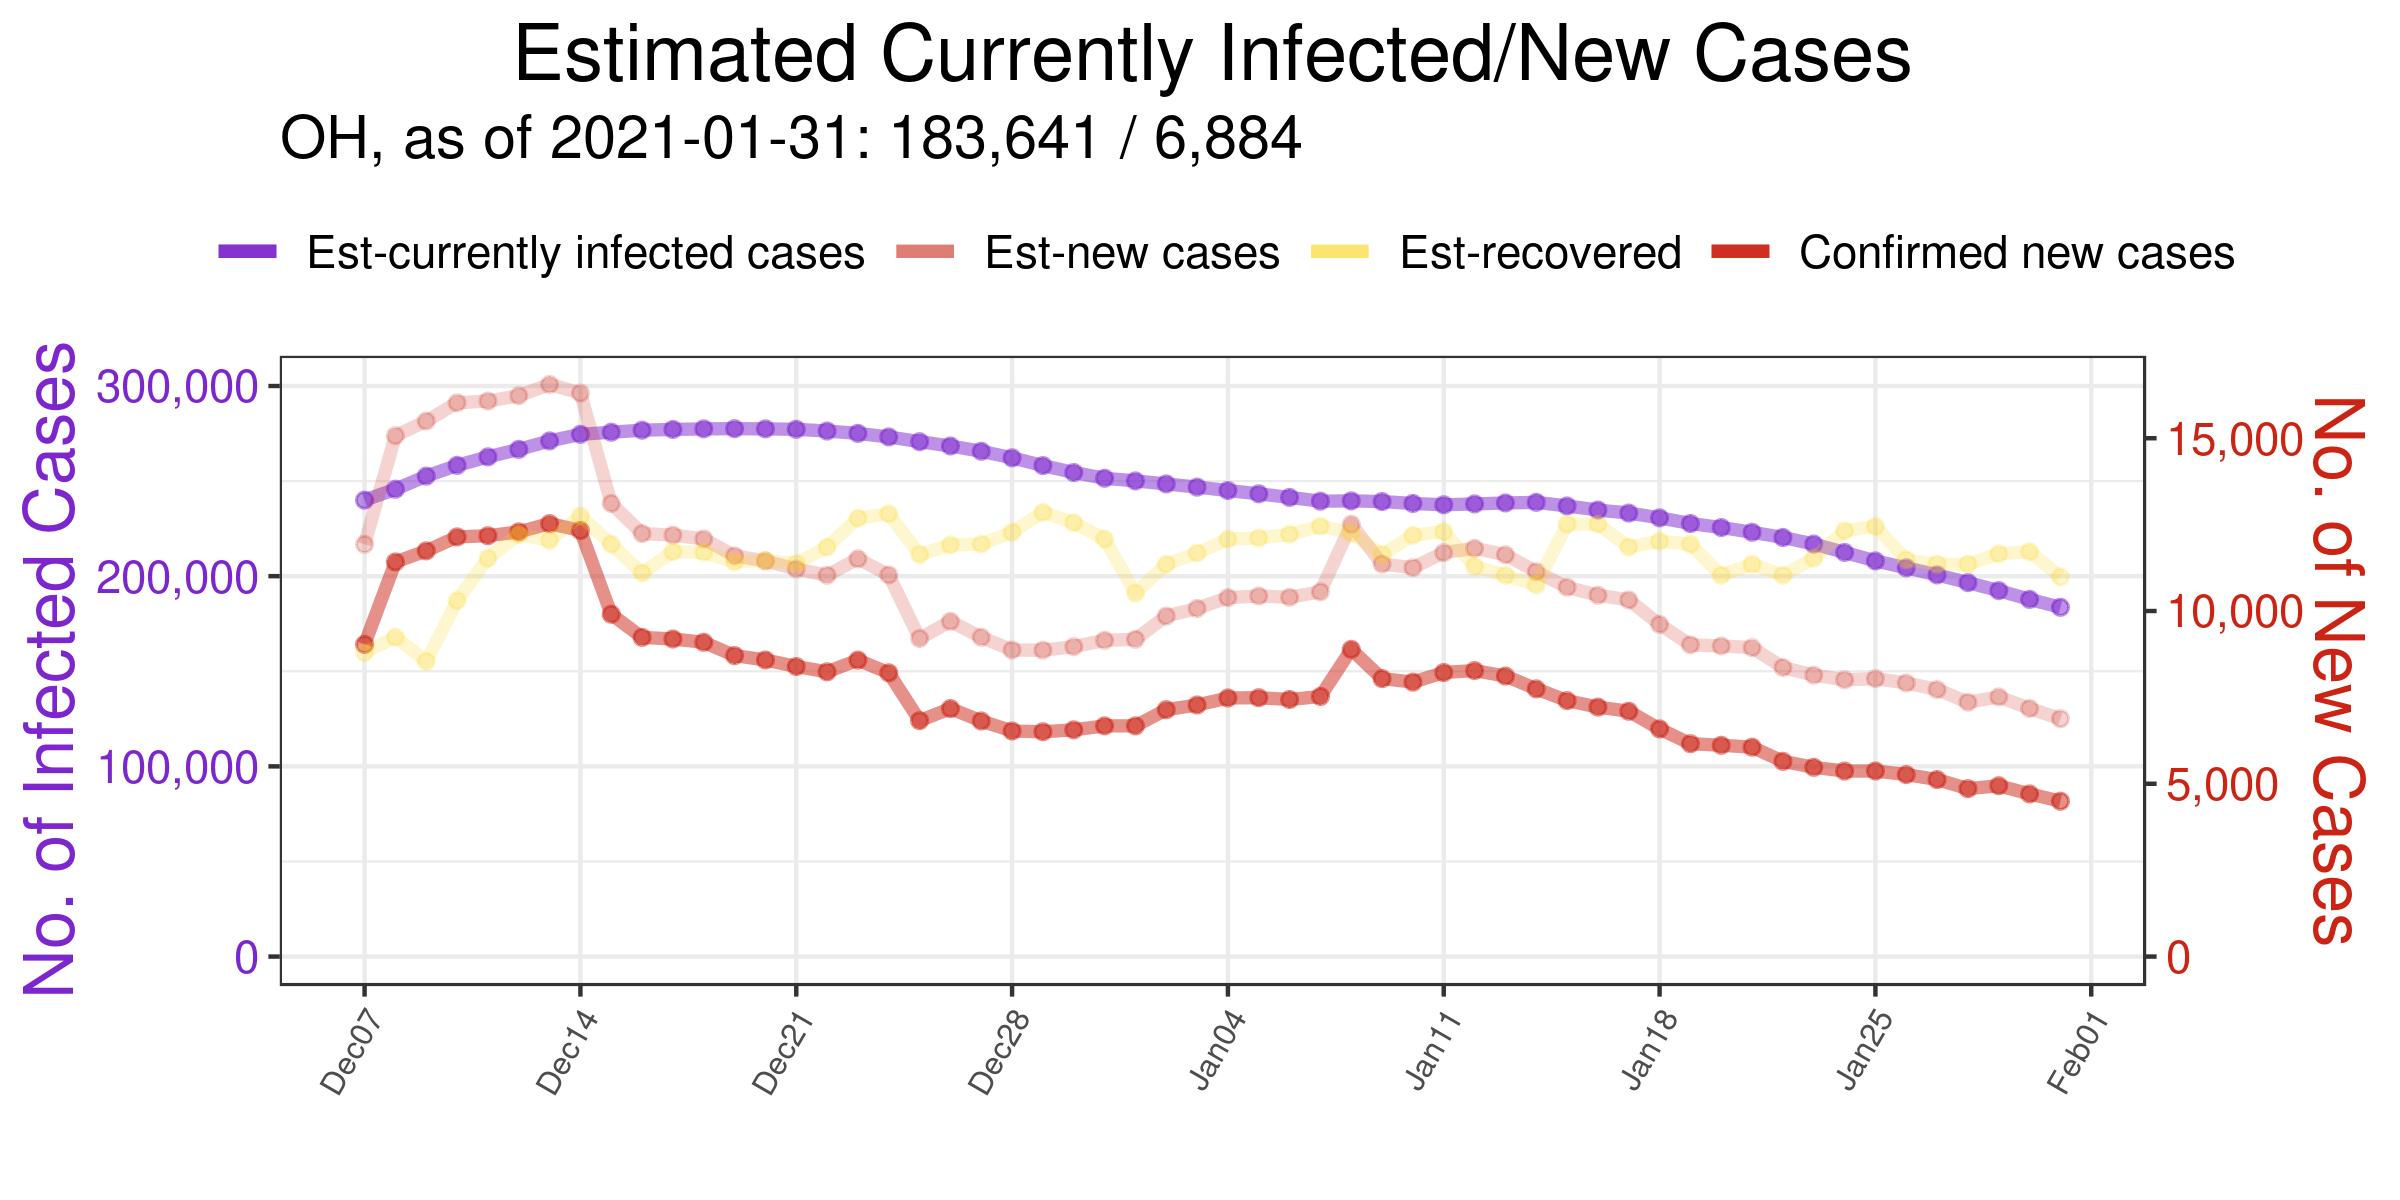 Estimated Currently Infected/New Cases
OH, as of 2021-01-31: 183,641 / 6,884
Est-currently infected cases Est-new cases Est-recovered Confirmed new cases
No. of Infected Cases
300,000
200,000
100,000
0
15,000
10,000
5,000
0
No. of New Cases
Dec07 Dec14 Dec21 Dec28 Jan04 Jan11 Jan18 Jan25 Feb01